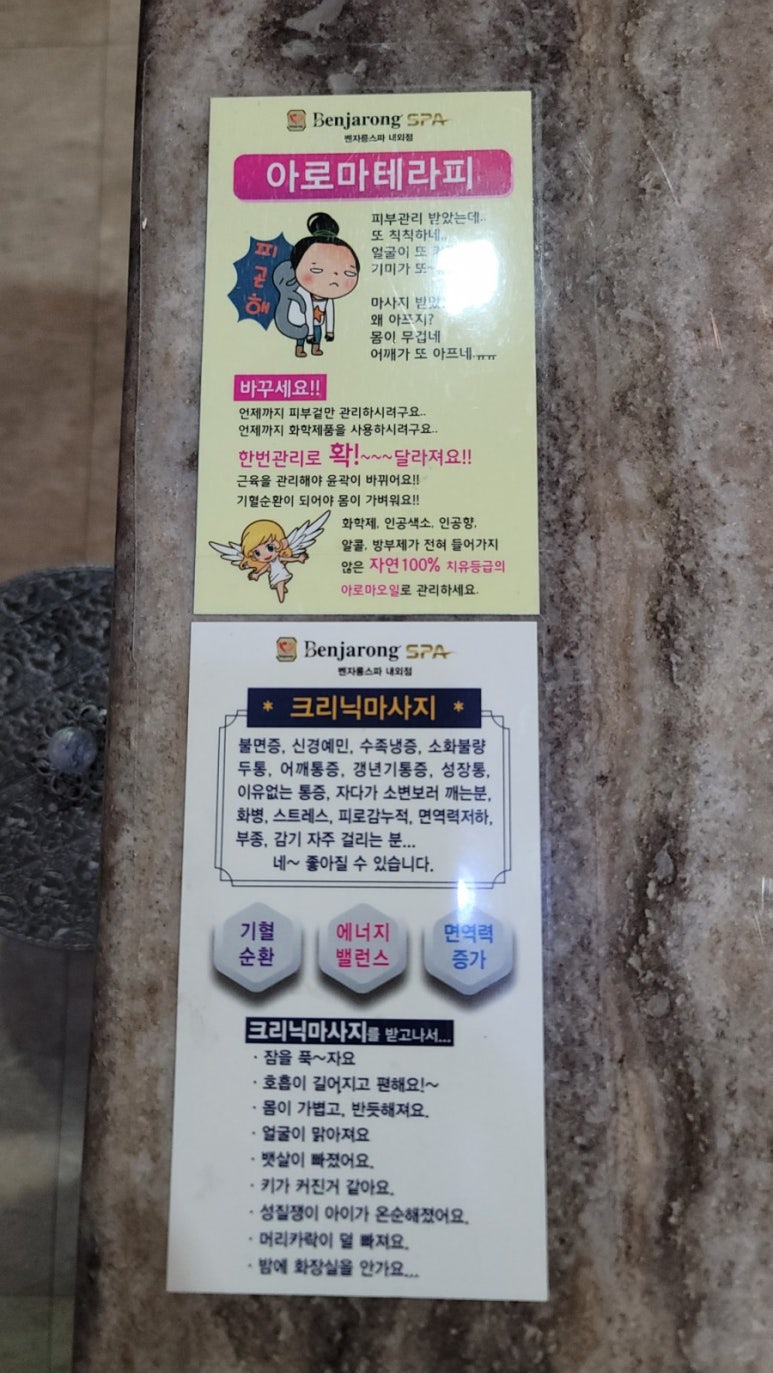 Benjarong SPA
벤자롱스파 내외점
아로마테라피
피곧해
피부관리 받았는데..
또 칙칙하네..
얼굴이 또
기미가 또
마사지 받았
왜 아프지?
몸이 무겁네
어깨가 또 아프네.ㅠㅠ
바꾸세요!!
언제까지 피부겉만 관리하시려구요..
언제까지 화학제품을 사용하시려구요..
한번관리로 확!~~~달라져요!!
근육을 관리해야 윤곽이 바뀌어요!!
기혈순환이 되어야 몸이 가벼워요!!
화학제, 인공색소, 인공향,
알콜, 방부제가 전혀 들어가지
않은 자연100% 치유등급의
아로마오일로 관리하세요.
Benjarong SPA
벤자롱스파 내외점
* 크리닉마사지 *
불면증, 신경예민, 수족냉증, 소화불량
두통, 어깨통증, 갱년기통증, 성장통,
이유없는 통증, 자다가 소변보러 깨는분,
화병, 스트레스, 피로감누적, 면역력저하,
부종, 감기 자주 걸리는 분...
네~ 좋아질 수 있습니다.
기혈
순환
에너지
밸런스
면역력
증가
크리닉마사지를 받고나서...
· 잠을 푹~자요
· 호흡이 길어지고 편해요!~
· 몸이 가볍고, 반듯해져요.
· 얼굴이 맑아져요
· 뱃살이 빠졌어요.
· 키가 커진거 같아요.
· 성질쟁이 아이가 온순해졌어요.
· 머리카락이 덜 빠져요.
· 밤에 화장실을 안가요...